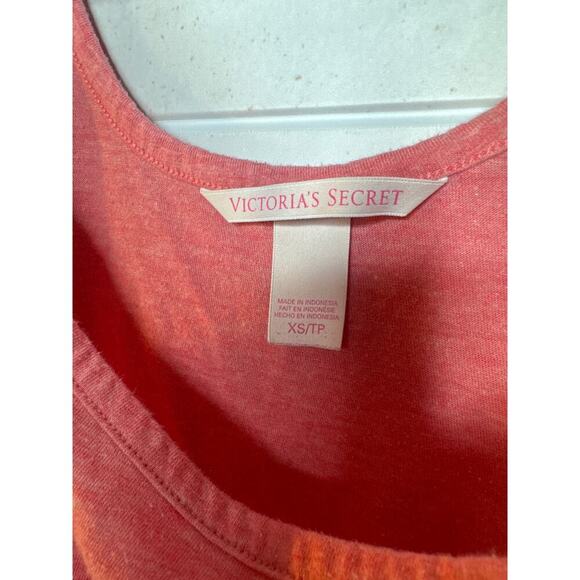 VICTORIA'S SECRET
MADE IN INDONESIA
FAIT EN INDONÉSIE
HECHO EN INDONESIA
XS/TP